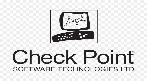 Check Point
SOFTWARE TECHNOLOGIES LTD